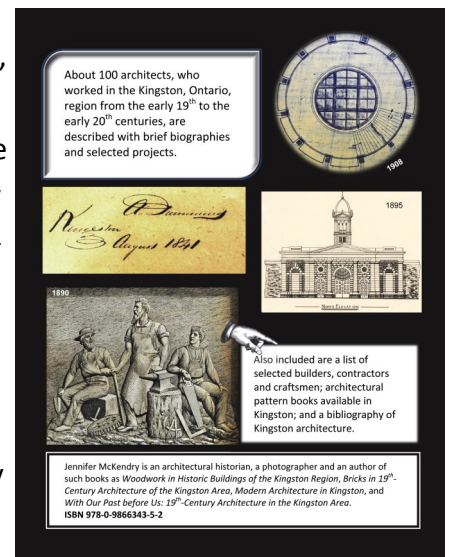 About 100 architects, who
worked in the Kingston, Ontario,
region from the early 19th to the
early 20th centuries, are
described with brief biographies
and selected projects.
1908
Kingston
August 1841
1895
NORTH ELEVATION
1890
Also included are a list of
selected builders, contractors
and craftsmen; architectural
pattern books available in
Kingston; and a bibliography of
Kingston architecture.
Jennifer McKendry is an architectural historian, a photographer and an author of
such books as Woodwork in Historic Buildings of the Kingston Region, Bricks in 19th-
Century Architecture of the Kingston Area, Modern Architecture in Kingston, and
With Our Past before Us: 19th-Century Architecture in the Kingston Area.
ISBN 978-0-9866343-5-2